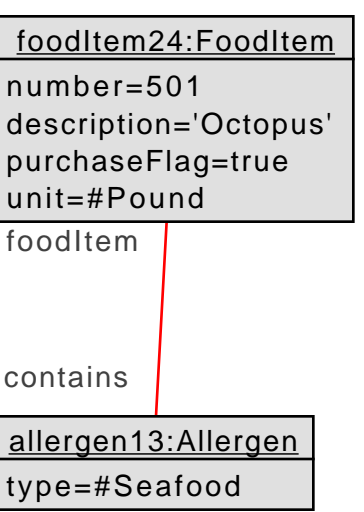 foodItem24:FoodItem
number=501
description='Octopus'
purchaseFlag=true
unit=#Pound
foodItem
contains
allergen13:Allergen
type=#Seafood